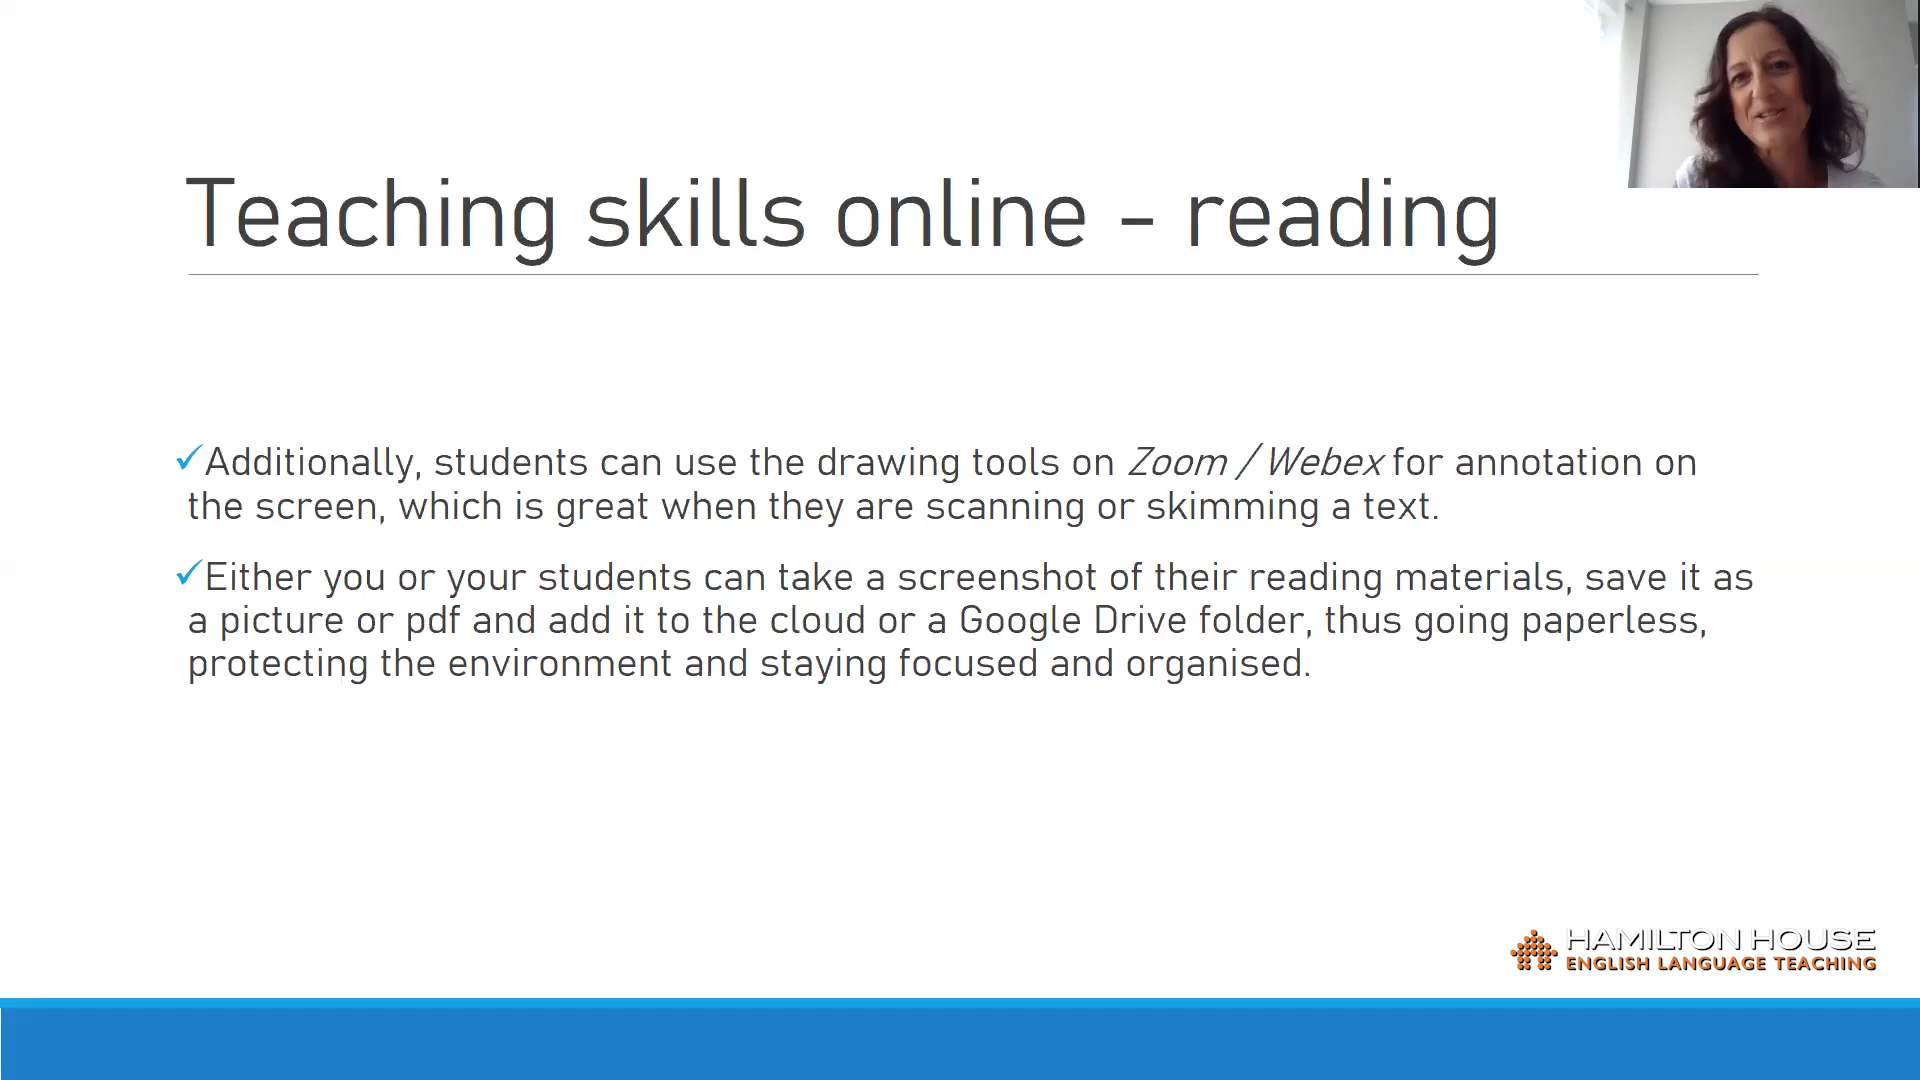 Teaching skills online - reading
✓Additionally, students can use the drawing tools on Zoom / Webex for annotation on
the screen, which is great when they are scanning or skimming a text.
✓Either you or your students can take a screenshot of their reading materials, save it as
a picture or pdf and add it to the cloud or a Google Drive folder, thus going paperless,
protecting the environment and staying focused and organised.
HAMILTON HOUSE
ENGLISH LANGUAGE TEACHING